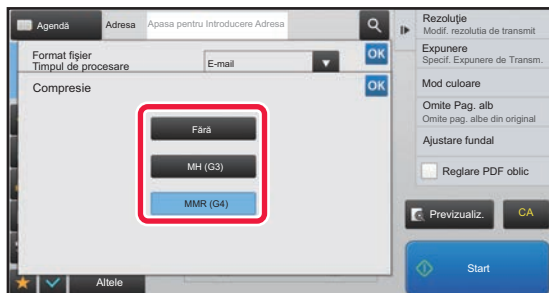 Agendă
Adresa
Apasa pentru Introducere Adresa
Format fişier
Timpul de procesare
E-mail
OK
Compresie
OK
Fără
MH (G3)
MMR (G4)
Altele
Rezoluţie
Modif. rezolutia de transmit
Expunere
Specif. Expunere de Transm.
Mod culoare
Omite Pag. alb
Omite pag. albe din original
Ajustare fundal
Reglare PDF oblic
Previzualiz.
CA
Start